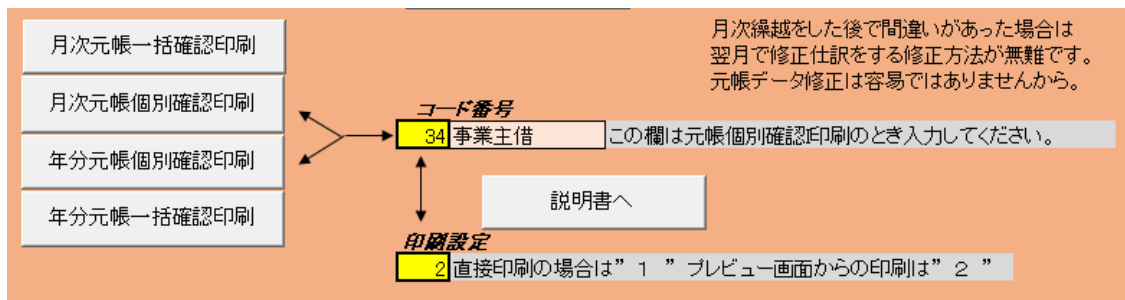 月次元帳一括確認印刷
月次繰越をした後で間違いがあった場合は
翌月で修正仕訳をする修正方法が無難です。
元帳データ修正は容易ではありませんから。
月次元帳個別確認印刷
コード番号
34 事業主借 この欄は元帳個別確認印刷のとき入力してください。
年分元帳個別確認印刷
年分元帳一括確認印刷
説明書へ
印刷設定
2 直接印刷の場合は”１”プレビュー画面からの印刷は”２”